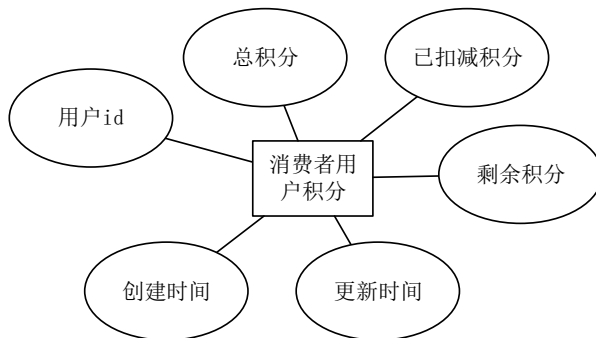 总积分
已扣减积分
用户id
消费者用
户积分
剩余积分
创建时间
更新时间